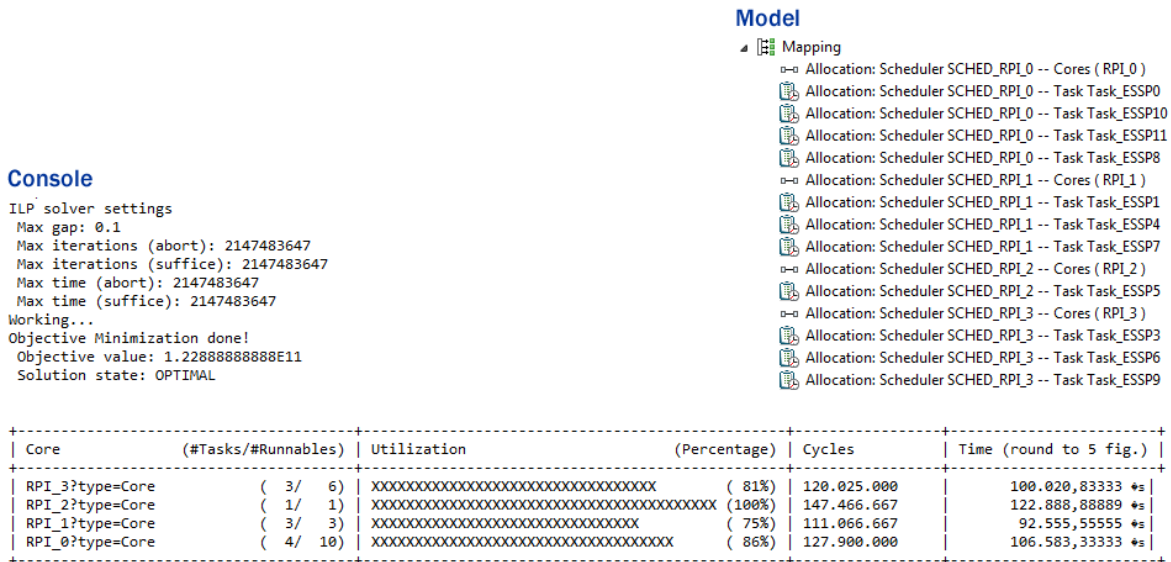 Model
Mapping
Allocation: Scheduler SCHED_RPI_0 -- Cores ( RPI_0 )
Allocation: Scheduler SCHED_RPI_0 -- Task Task_ESSP0
Allocation: Scheduler SCHED_RPI_0 -- Task Task_ESSP10
Allocation: Scheduler SCHED_RPI_0 -- Task Task_ESSP11
Allocation: Scheduler SCHED_RPI_0 -- Task Task_ESSP8
Allocation: Scheduler SCHED_RPI_1 -- Cores ( RPI_1 )
Allocation: Scheduler SCHED_RPI_1 -- Task Task_ESSP1
Allocation: Scheduler SCHED_RPI_1 -- Task Task_ESSP4
Allocation: Scheduler SCHED_RPI_1 -- Task Task_ESSP7
Allocation: Scheduler SCHED_RPI_2 -- Cores ( RPI_2 )
Allocation: Scheduler SCHED_RPI_2 -- Task Task_ESSP5
Allocation: Scheduler SCHED_RPI_3 -- Cores ( RPI_3 )
Allocation: Scheduler SCHED_RPI_3 -- Task Task_ESSP3
Allocation: Scheduler SCHED_RPI_3 -- Task Task_ESSP6
Allocation: Scheduler SCHED_RPI_3 -- Task Task_ESSP9
Console
ILP solver settings
Max gap: 0.1
Max iterations (abort): 2147483647
Max iterations (suffice): 2147483647
Max time (abort): 2147483647
Max time (suffice): 2147483647
Working...
Objective Minimization done!
Objective value: 1.22888888888E11
Solution state: OPTIMAL
| Core (#Tasks/#Runnables) | Utilization (Percentage) | Cycles | Time (round to 5 fig.) |
| RPI_3?type=Core ( 3/ 6) | XXXXXXXXXXXXXXXXXXXXXXXXXXXXXXXXX ( 81%) | 120.025.000 | 100.020,83333 �s|
| RPI_2?type=Core ( 1/ 1) | XXXXXXXXXXXXXXXXXXXXXXXXXXXXXXXXXXXXXXXX (100%) | 147.466.667 | 122.888,88889 �s|
| RPI_1?type=Core ( 3/ 3) | XXXXXXXXXXXXXXXXXXXXXXXXXXXXXXX ( 75%) | 111.066.667 | 92.555,55555 �s|
| RPI_0?type=Core ( 4/ 10) | XXXXXXXXXXXXXXXXXXXXXXXXXXXXXXXXXXX ( 86%) | 127.900.000 | 106.583,33333 �s|